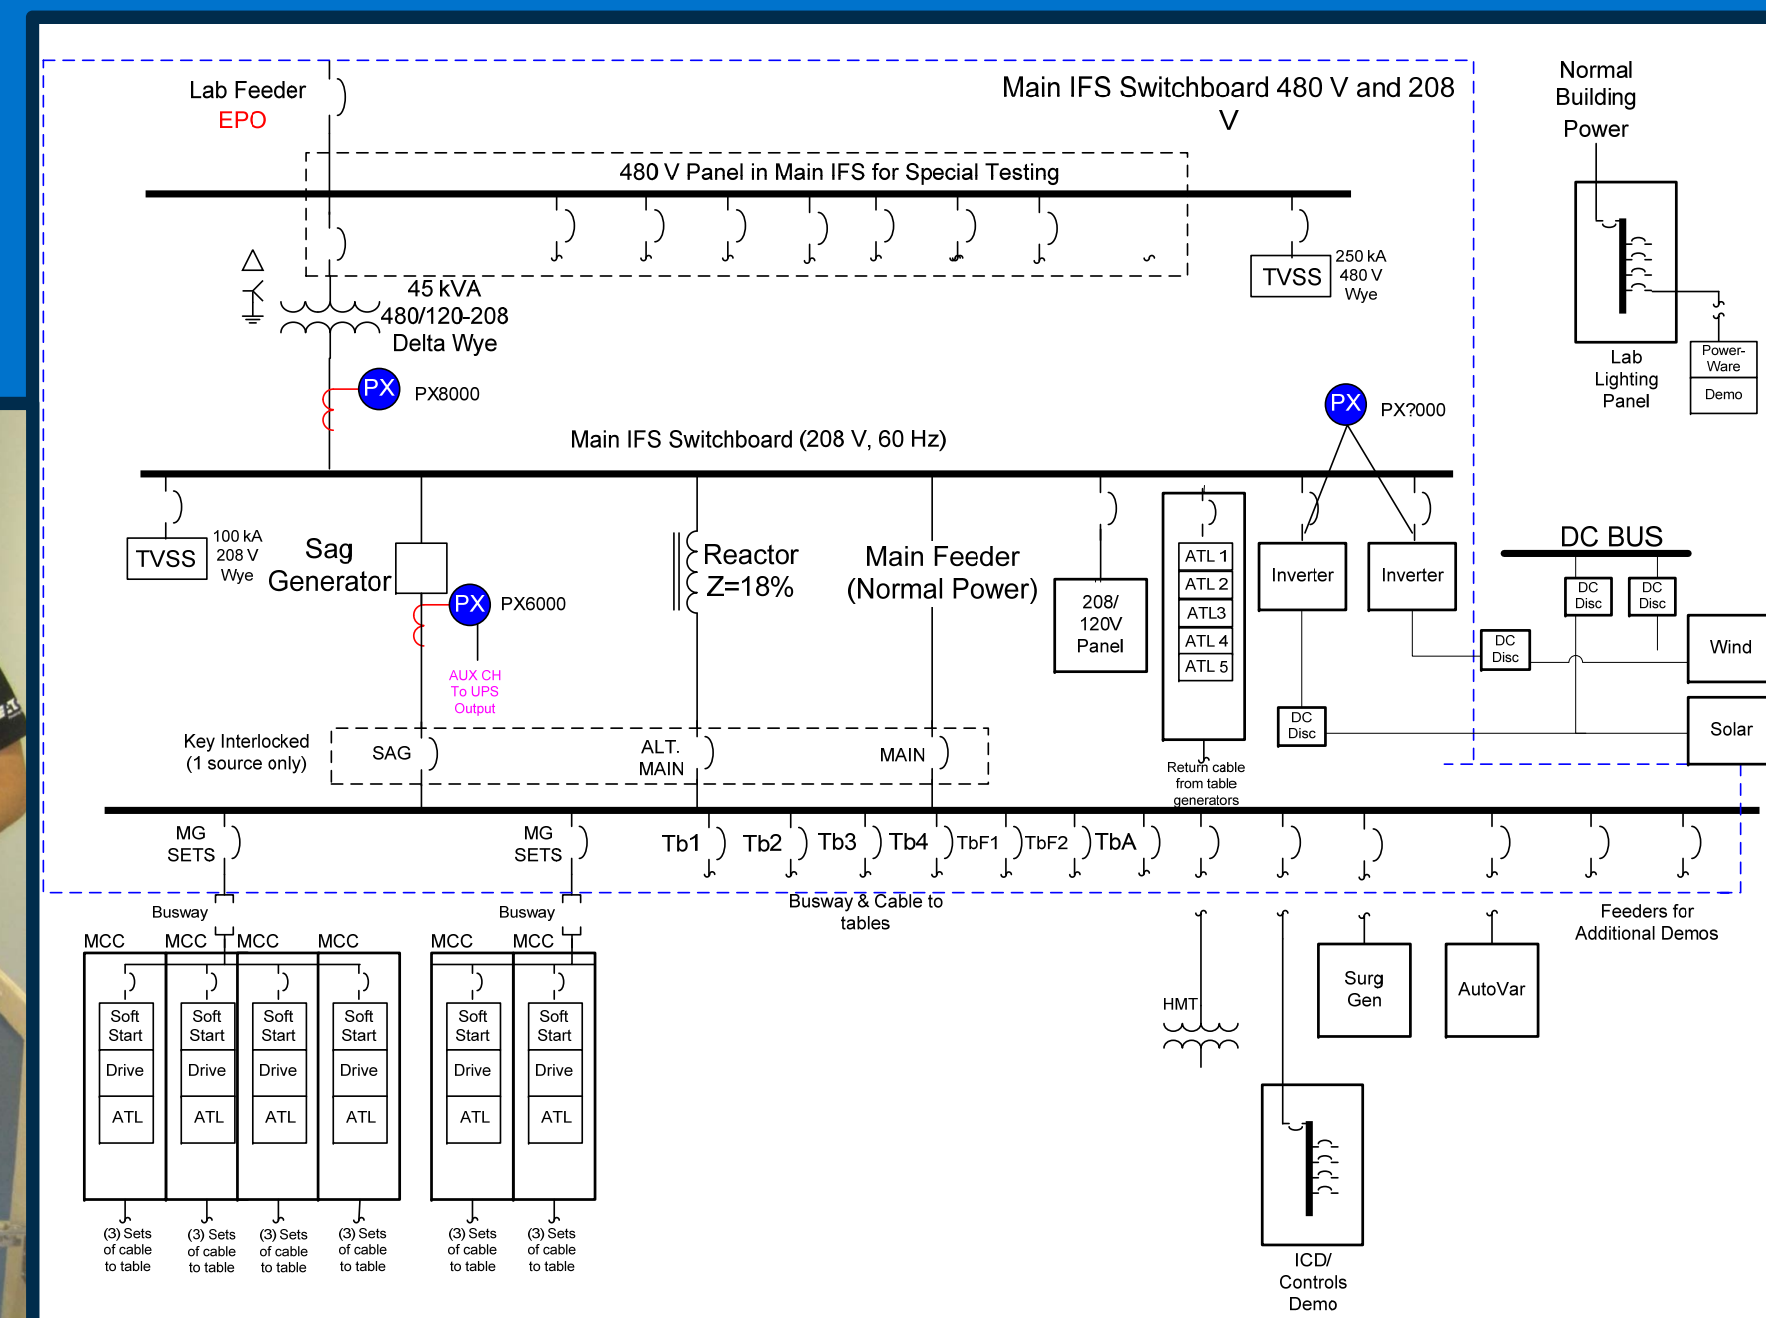 Lab Feeder
EPO
Main IFS Switchboard 480 V and 208
V
480 V Panel in Main IFS for Special Testing
45 kVA
480/120-208
Delta Wye
TVSS
250 kA
480 V
Wye
Normal
Building
Power
Lab
Lighting
Panel
Power-
Ware
Demo
PX
PX8000
PX
PX?000
Main IFS Switchboard (208 V, 60 Hz)
TVSS
100 kA
208 V
Wye
Sag
Generator
PX
PX6000
AUX CH
To UPS
Output
Reactor
Z=18%
Main Feeder
(Normal Power)
208/
120V
Panel
ATL 1
ATL 2
ATL3
ATL 4
ATL 5
Return cable
from table
generators
Inverter
Inverter
DC BUS
DC
Disc
DC
Disc
DC
Disc
DC
Disc
Wind
Solar
Key Interlocked
(1 source only)
SAG
ALT.
MAIN
MAIN
MG
SETS
MG
SETS
Tb1
Tb2
Tb3
Tb4
TbF1
TbF2
TbA
Busway & Cable to
tables
Feeders for
Additional Demos
Busway
Busway
MCC
MCC
MCC
MCC
MCC
MCC
Soft
Start
Drive
ATL
Soft
Start
Drive
ATL
Soft
Start
Drive
ATL
Soft
Start
Drive
ATL
Soft
Start
Drive
ATL
Soft
Start
Drive
ATL
(3) Sets
of cable
to table
(3) Sets
of cable
to table
(3) Sets
of cable
to table
(3) Sets
of cable
to table
(3) Sets
of cable
to table
(3) Sets
of cable
to table
HMT
Surg
Gen
AutoVar
ICD/
Controls
Demo